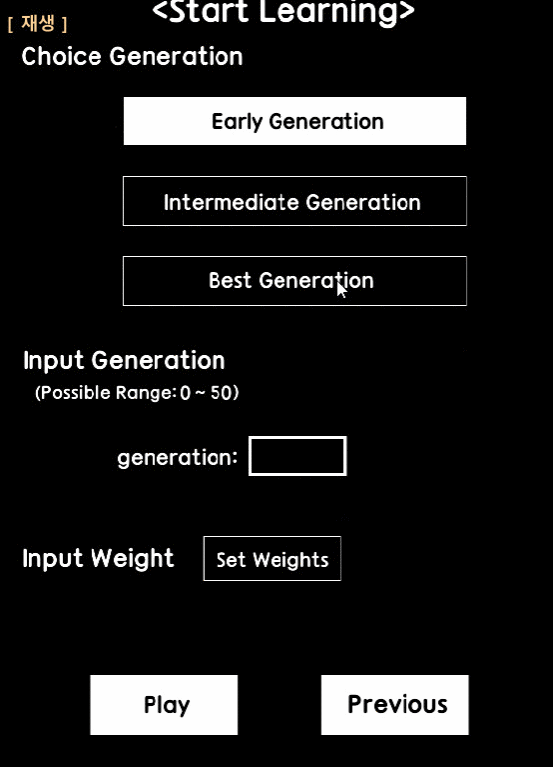 <Start Learning>
[ 재생 ]
Choice Generation
Early Generation
Intermediate Generation
Best Generation
Input Generation
(Possible Range: 0 ~ 50)
generation:
Input Weight
Set Weights
Play
Previous